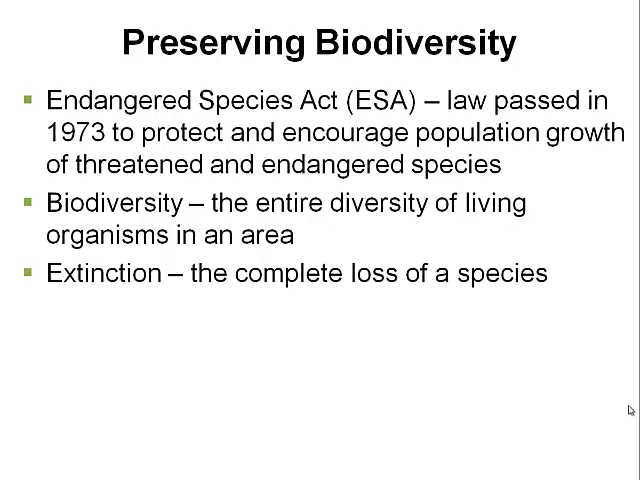 Preserving Biodiversity
▪ Endangered Species Act (ESA) – law passed in
1973 to protect and encourage population growth
of threatened and endangered species
▪ Biodiversity – the entire diversity of living
organisms in an area
▪ Extinction – the complete loss of a species